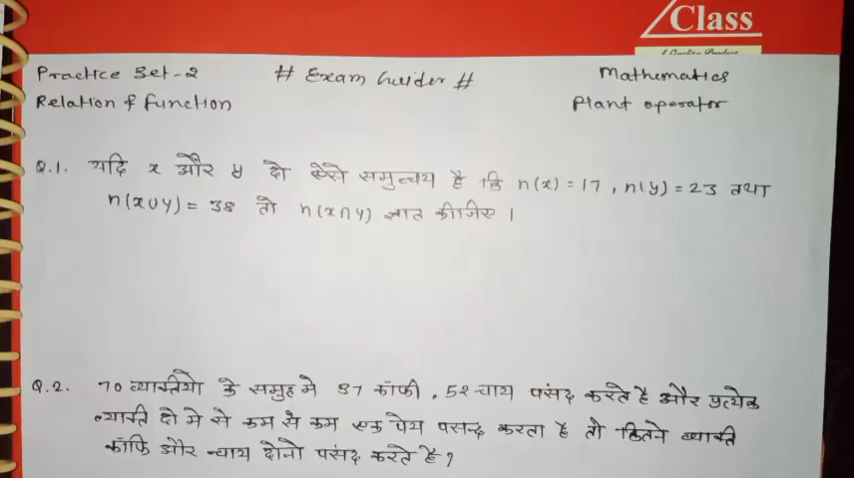 Class
Practice Set-2 # Exam Guider # Mathematics
Relation & function Plant operator
Q.1. यदि x और y दो ऐसे समुच्चय है कि n(x) = 17, n(y) = 23 तथा
n(x∪y) = 38 तो n(x∩y) ज्ञात कीजिए ।
Q.2. 70 व्यक्तियो के समुह मे 37 कॉफी, 52 चाय पसंद करते है और प्रत्येक
व्यक्ति दो मे से कम से कम एक पेय पसन्द करता है तो कितने व्यक्ति
कॉफि और चाय दोनो पसंद करते है?